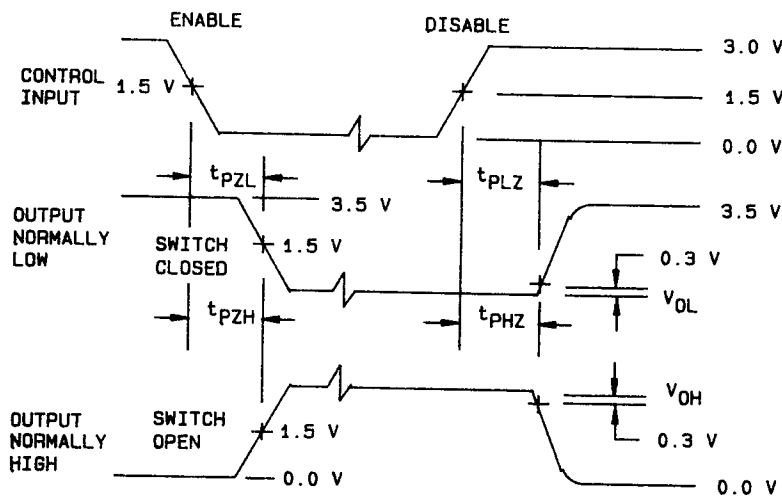 ENABLE
DISABLE
CONTROL
INPUT
1.5 V
3.0 V
1.5 V
0.0 V
tPZL
tPLZ
3.5 V
3.5 V
OUTPUT
NORMALLY
LOW
SWITCH
CLOSED
1.5 V
0.3 V
VOL
tPZH
tPHZ
OUTPUT
NORMALLY
HIGH
SWITCH
OPEN
1.5 V
0.0 V
VOH
0.3 V
0.0 V